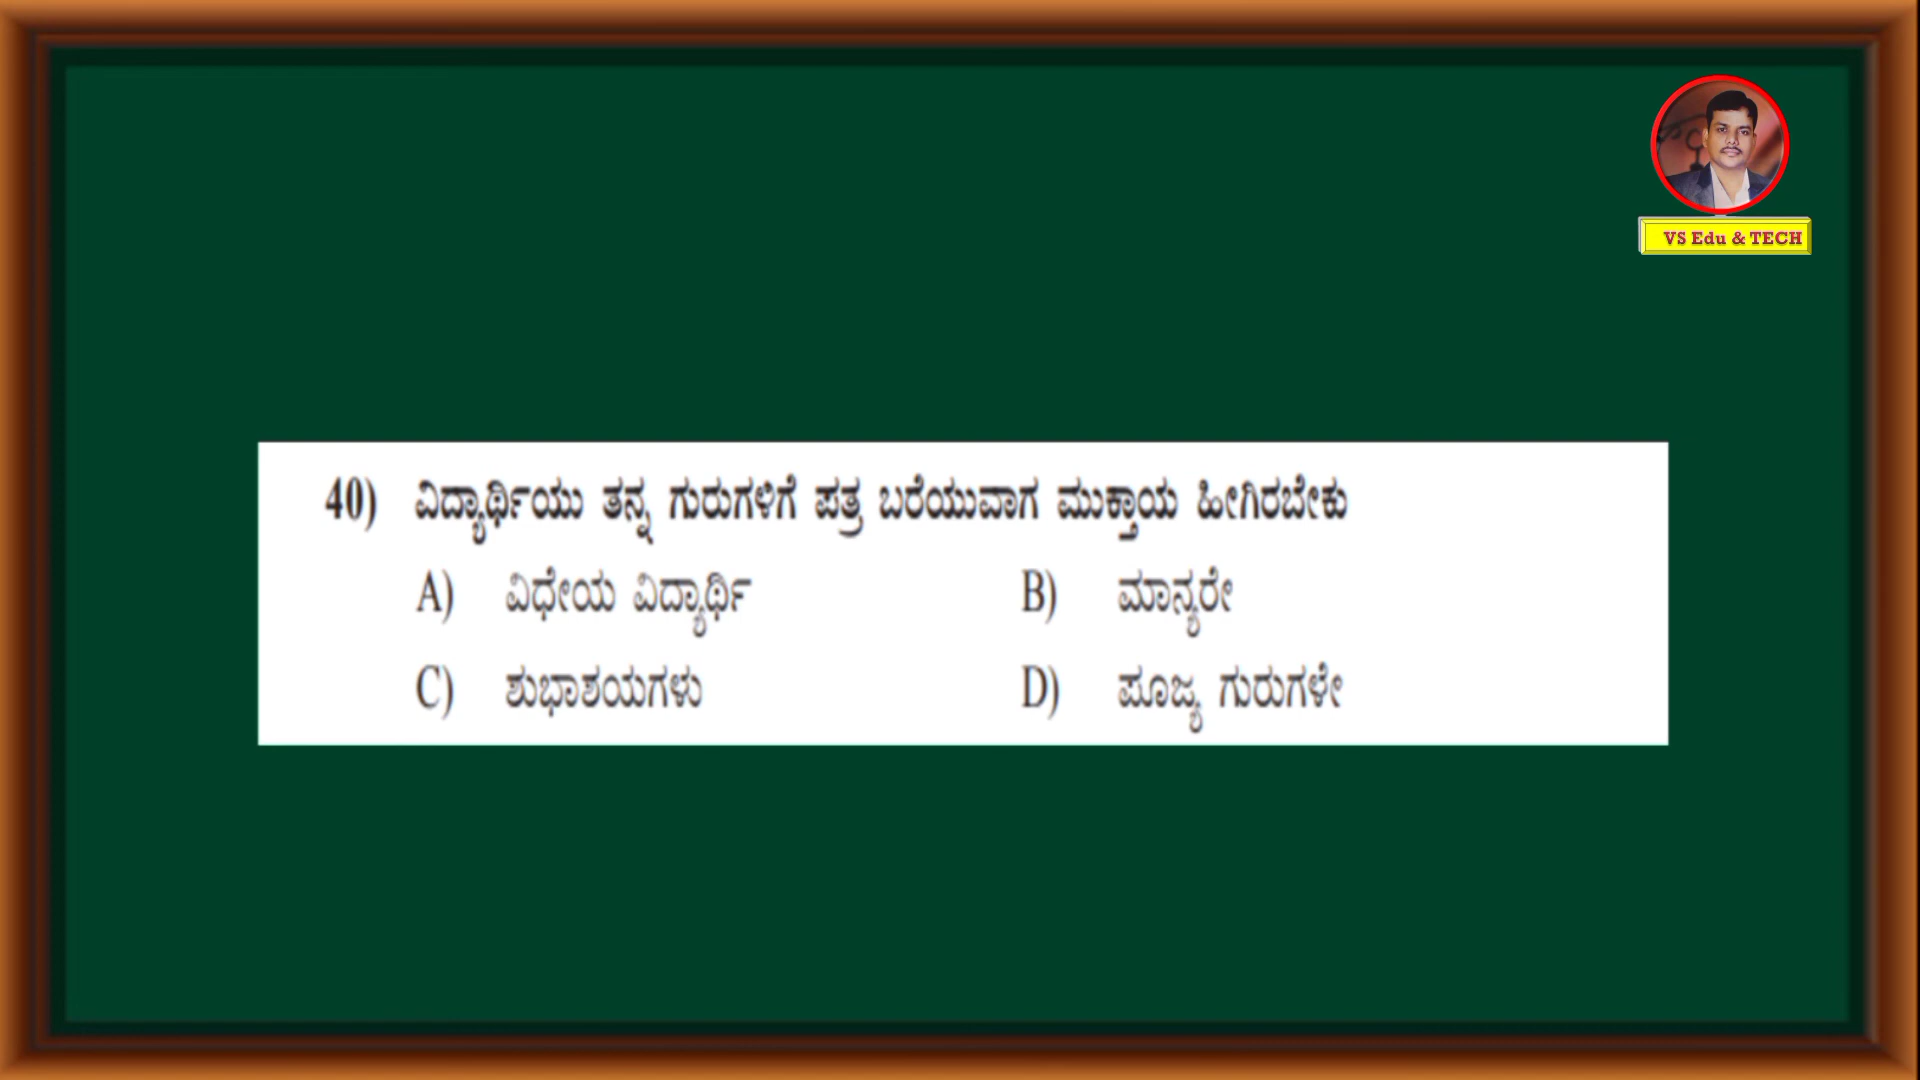 VS Edu & TECH
40) ವಿದ್ಯಾರ್ಥಿಯು ತನ್ನ ಗುರುಗಳಿಗೆ ಪತ್ರ ಬರೆಯುವಾಗ ಮುಕ್ತಾಯ ಹೀಗಿರಬೇಕು
A) ವಿಧೇಯ ವಿದ್ಯಾರ್ಥಿ B) ಮಾನ್ಯರೇ
C) ಶುಭಾಶಯಗಳು D) ಪೂಜ್ಯ ಗುರುಗಳೇ